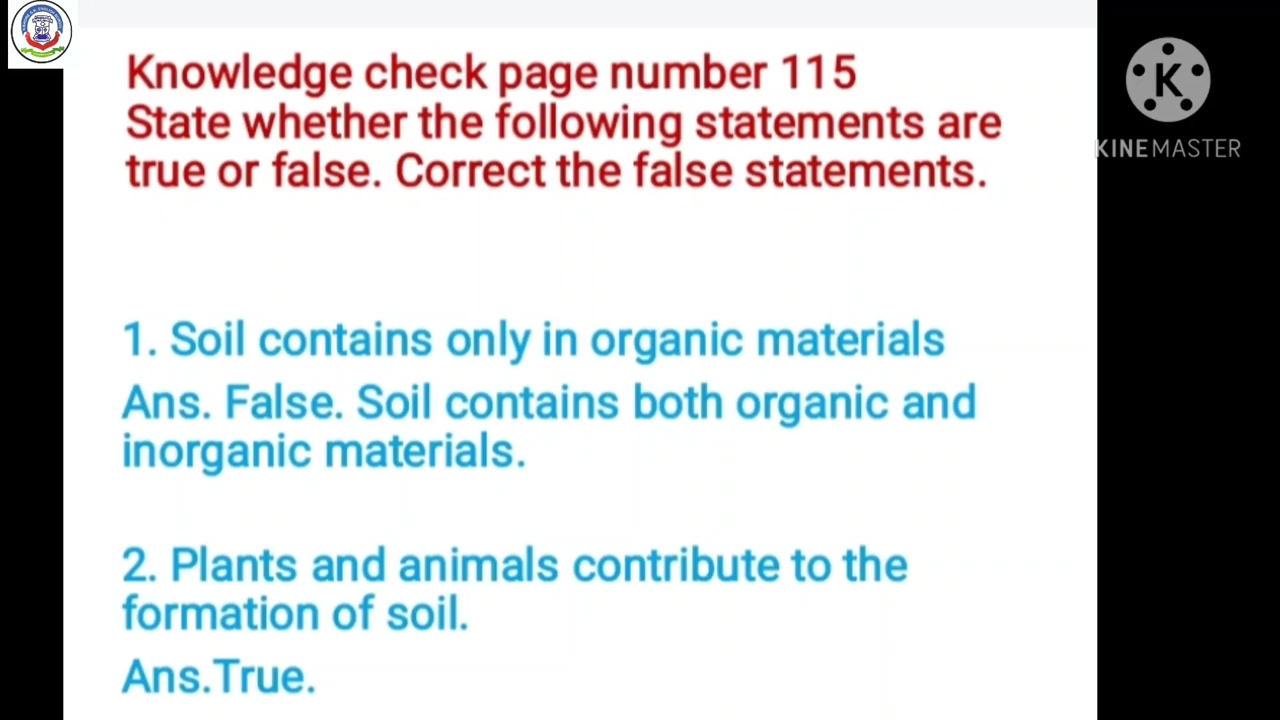 Knowledge check page number 115
State whether the following statements are
true or false. Correct the false statements.
K
KINEMASTER
1. Soil contains only in organic materials
Ans. False. Soil contains both organic and
inorganic materials.
2. Plants and animals contribute to the
formation of soil.
Ans.True.